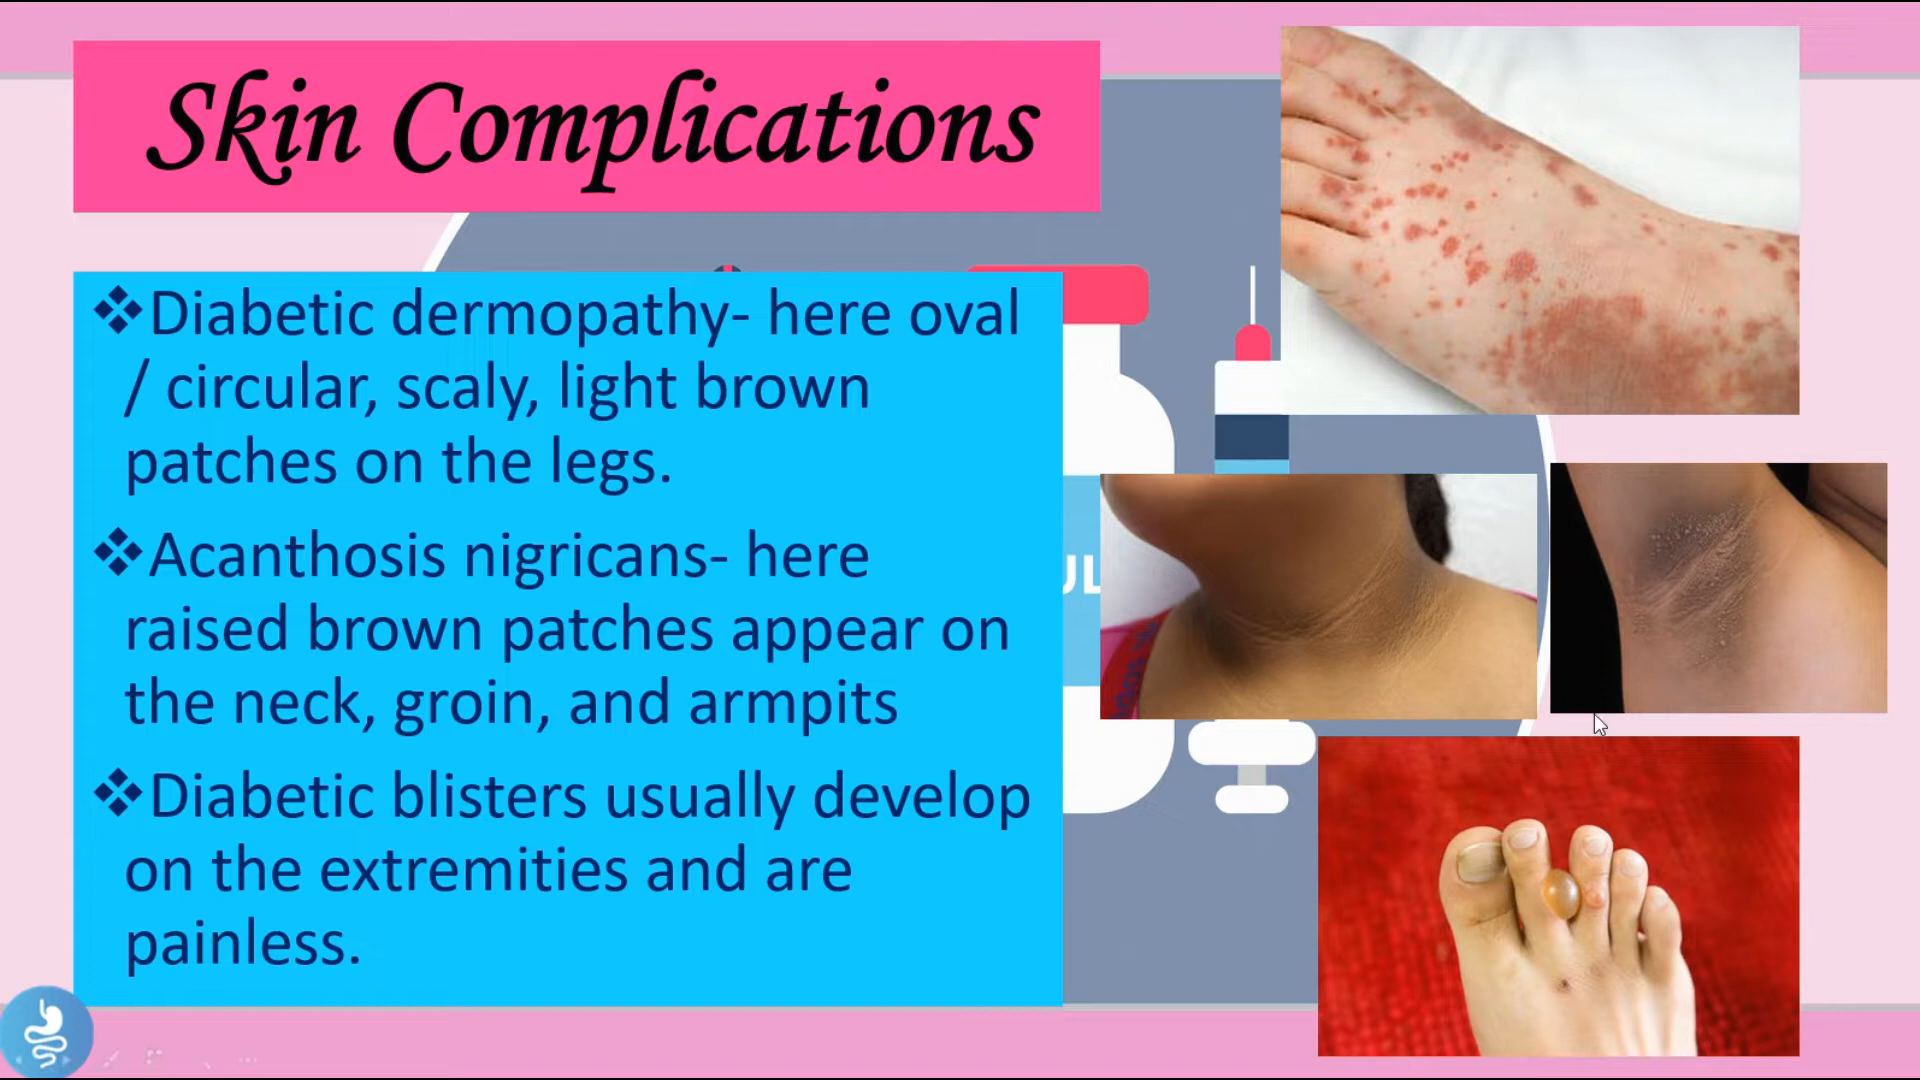 Skin Complications
❖Diabetic dermopathy- here oval
/ circular, scaly, light brown
patches on the legs.
❖Acanthosis nigricans- here
raised brown patches appear on
the neck, groin, and armpits
❖Diabetic blisters usually develop
on the extremities and are
painless.
UL